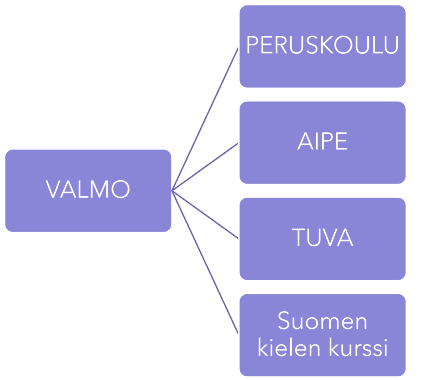 PERUSKOULU
AIPE
VALMO
TUVA
Suomen
kielen kurssi